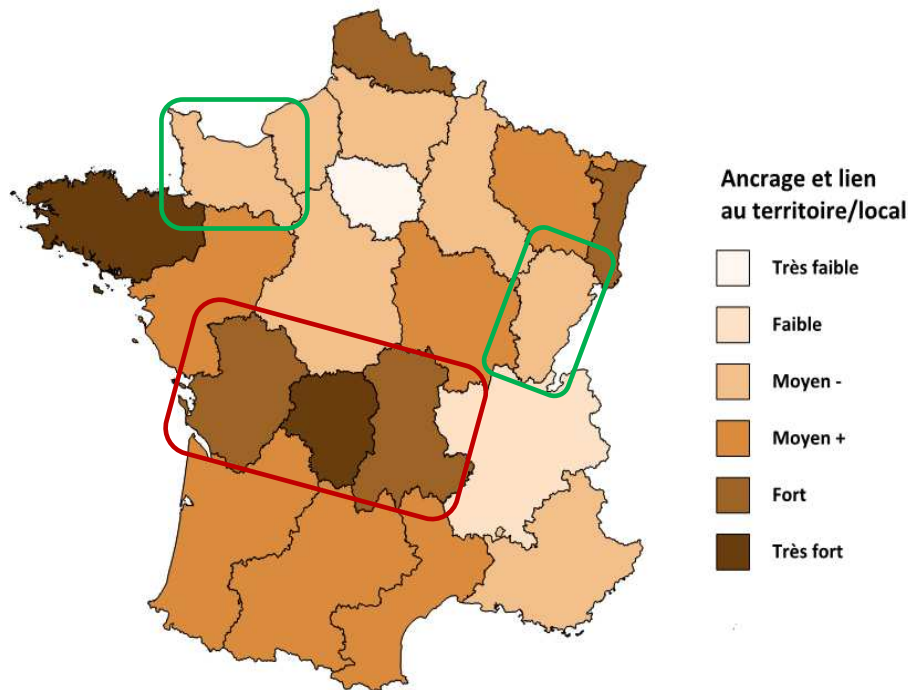 Ancrage et lien
au territoire/local
Très faible
Faible
Moyen -
Moyen +
Fort
Très fort